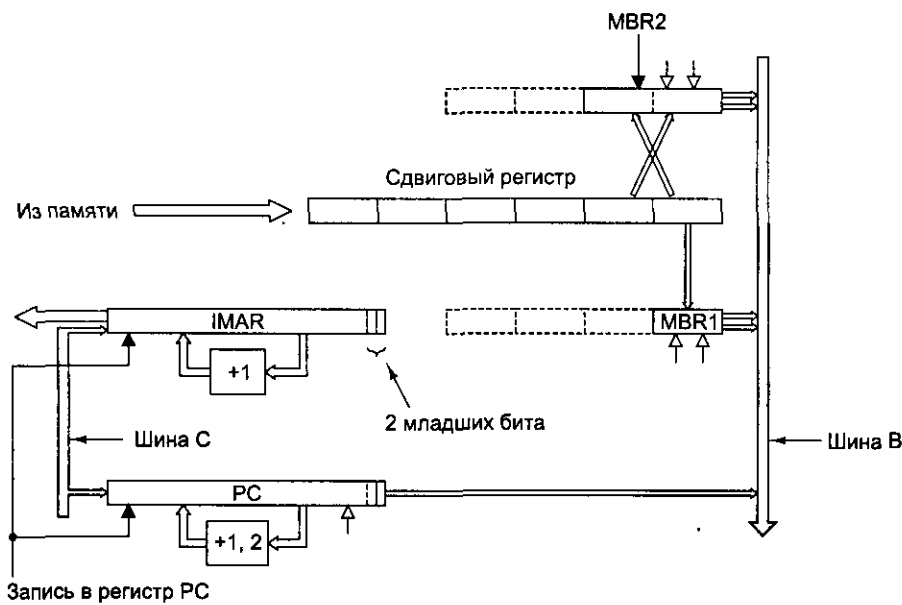 MBR2
Сдвиговый регистр
Из памяти
IMAR
MBR1
+1
2 младших бита
Шина C
Шина B
PC
+1, 2
Запись в регистр PC